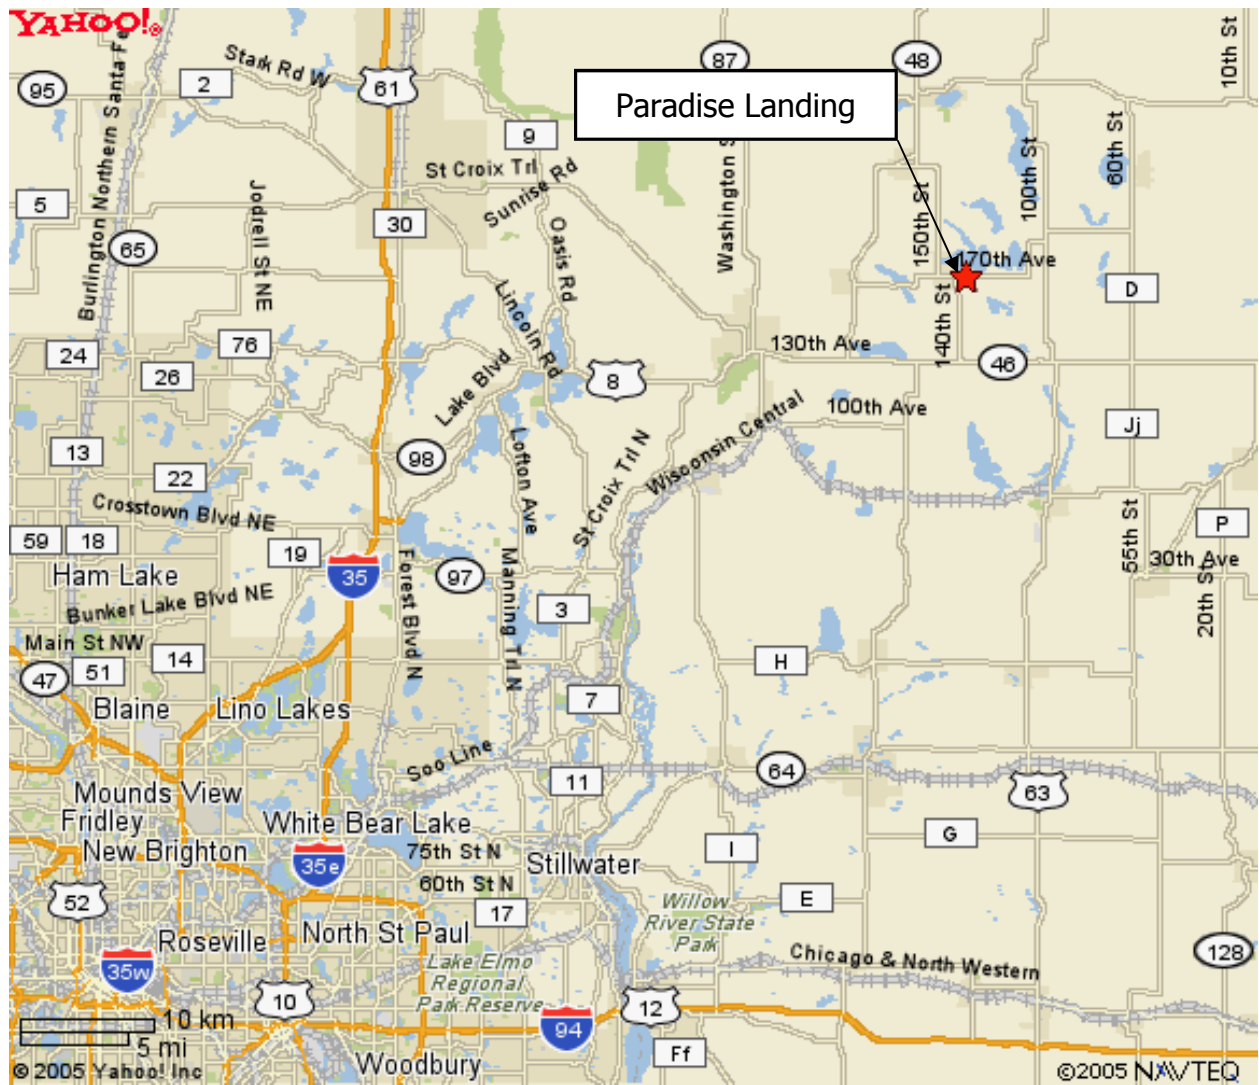 YAHOO!®
10th St
Stark Rd W
Burlington Northern Santa Fe
95
2
61
87
48
Paradise Landing
9
60th St
100th St
St Croix Trl
Sunrise Rd
Washington S
5
Jodrell St NE
30
Oasis Rd
150th St
65
170th Ave
D
Lincoln Rd
140th St
24
76
26
Lake Blvd
8
130th Ave
46
100th Ave
Jj
13
98
Lofton Ave
St Croix Trl N
Wisconsin Central
22
Crosstown Blvd NE
59
18
19
35
Forest Blvd N
97
Manning Trl N
55th St
P
30th Ave
20th St
Ham Lake
Bunker Lake Blvd NE
3
Main St NW
14
51
47
H
7
Blaine
Lino Lakes
Soo Line
11
64
63
Mounds View
Fridley
White Bear Lake
New Brighton
35e
75th St N
60th St N
Stillwater
I
G
E
52
17
Willow
River State
Park
Roseville
North St Paul
Lake Elmo
Regional
Park Reserve
Chicago & North Western
128
35w
10
12
94
Ff
10 km
5 mi
Woodbury
© 2005 Yahoo! Inc
©2005 NAVTEQ